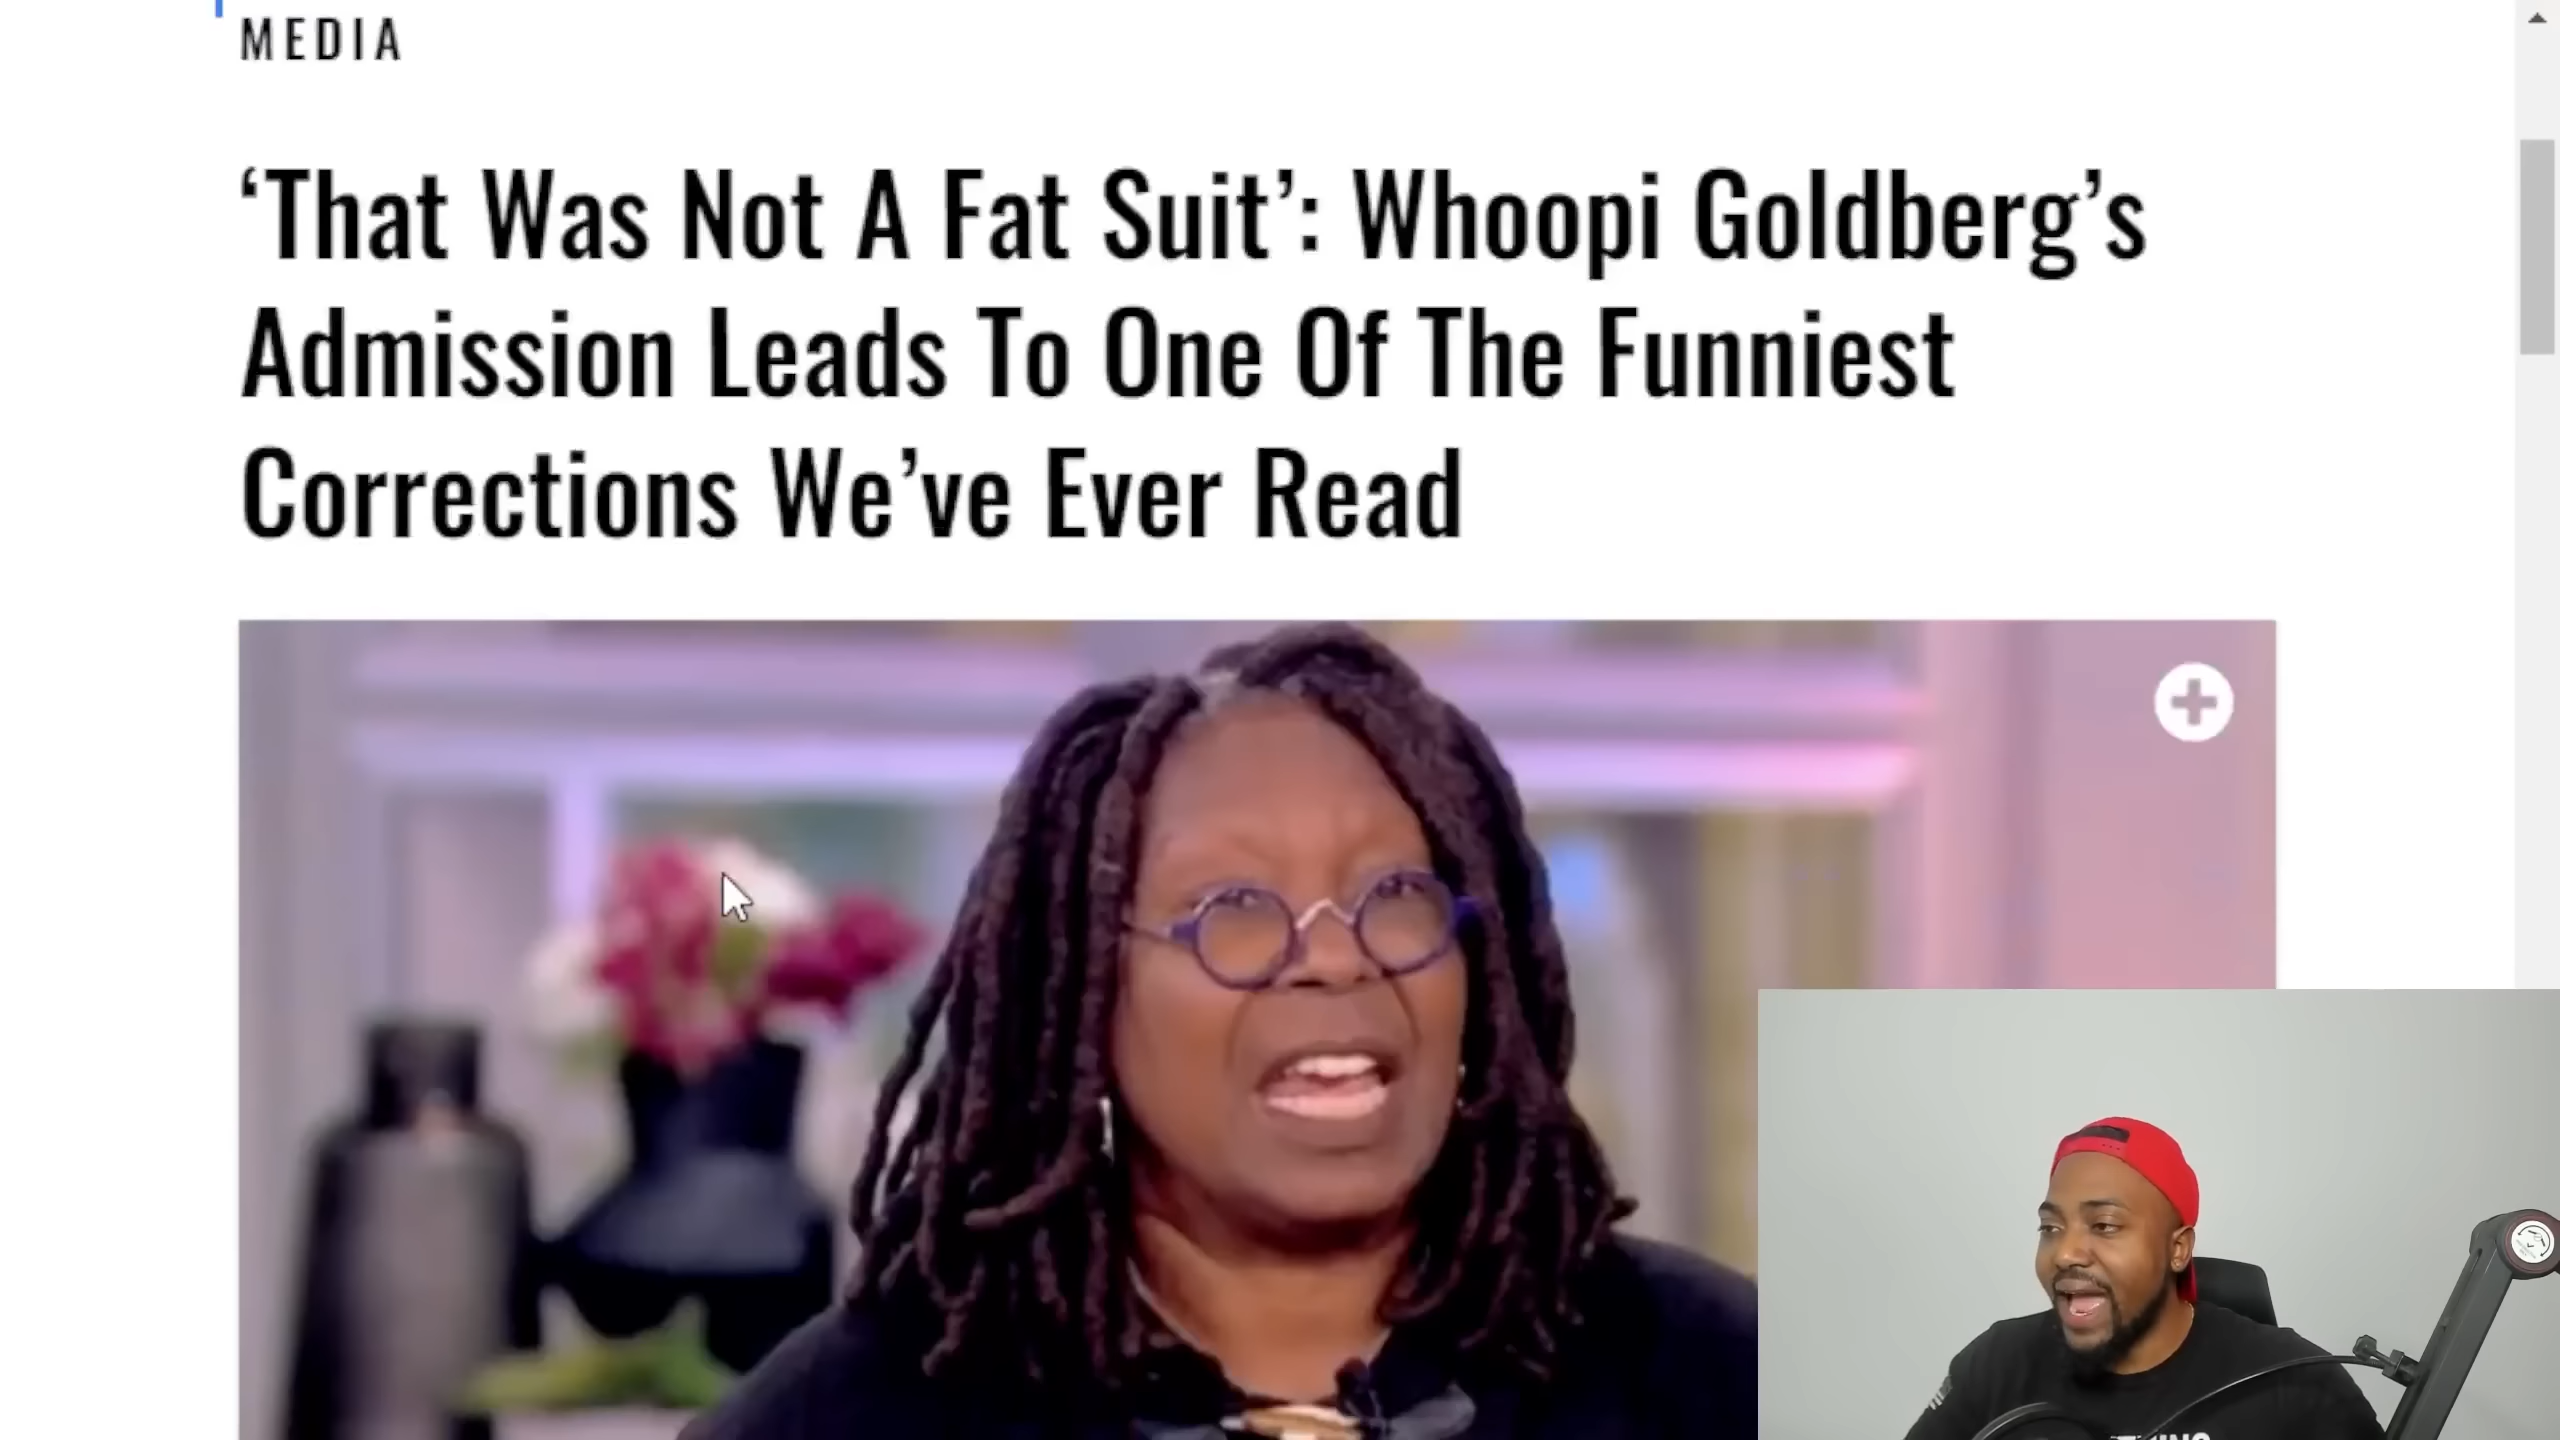 MEDIA
‘That Was Not A Fat Suit’: Whoopi Goldberg’s
Admission Leads To One Of The Funniest
Corrections We’ve Ever Read